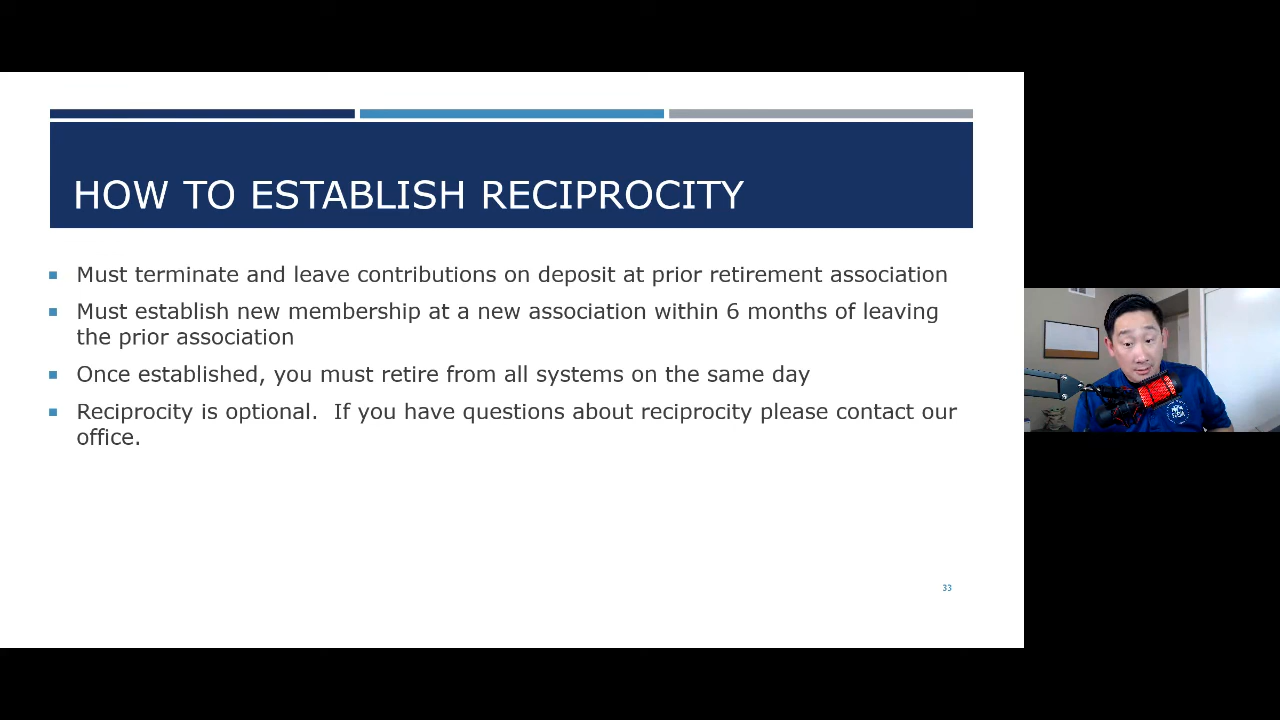 HOW TO ESTABLISH RECIPROCITY
Must terminate and leave contributions on deposit at prior retirement association
Must establish new membership at a new association within 6 months of leaving
the prior association
Once established, you must retire from all systems on the same day
Reciprocity is optional.  If you have questions about reciprocity please contact our
office.
33